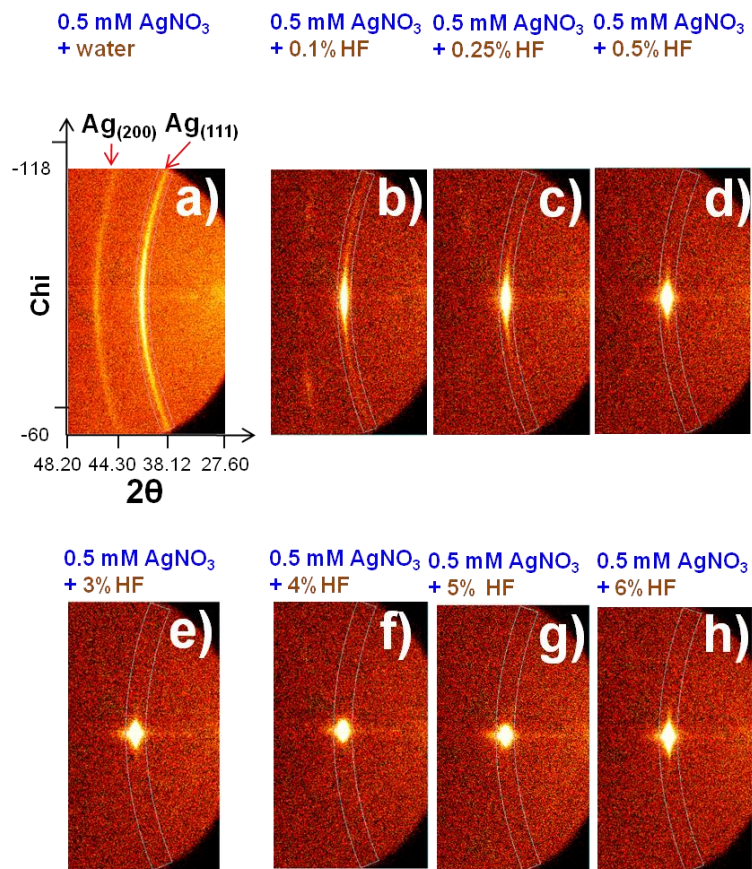 0.5 mM AgNO₃
+ water
0.5 mM AgNO₃
+ 0.1% HF
0.5 mM AgNO₃
+ 0.25% HF
0.5 mM AgNO₃
+ 0.5% HF
Ag(200) Ag(111)
-118
a)
b)
c)
d)
Chi
-60
48.20 44.30 38.12 27.60
2θ
0.5 mM AgNO₃
+ 3% HF
0.5 mM AgNO₃
+ 4% HF
0.5 mM AgNO₃
+ 5% HF
0.5 mM AgNO₃
+ 6% HF
e)
f)
g)
h)